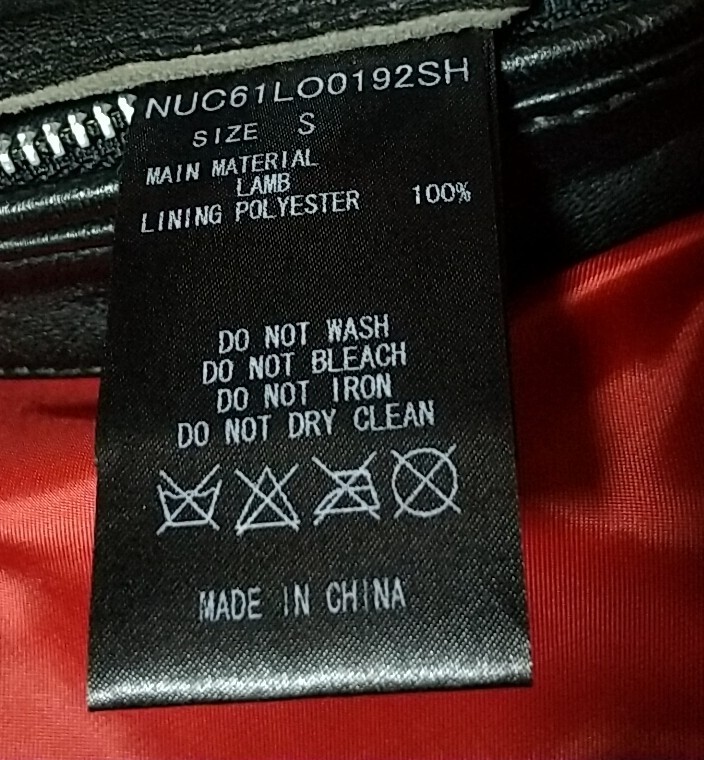 NUC61LO0192SH
SIZE S
MAIN MATERIAL
LAMB
LINING POLYESTER 100%
DO NOT WASH
DO NOT BLEACH
DO NOT IRON
DO NOT DRY CLEAN
MADE IN CHINA